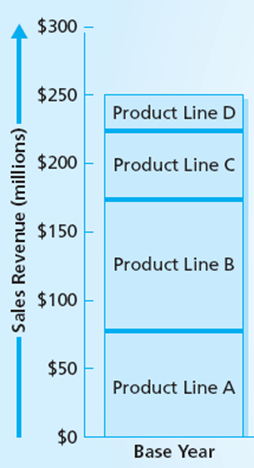 Sales Revenue (millions)
$300
$250
$200
$150
$100
$50
$0
Product Line D
Product Line C
Product Line B
Product Line A
Base Year